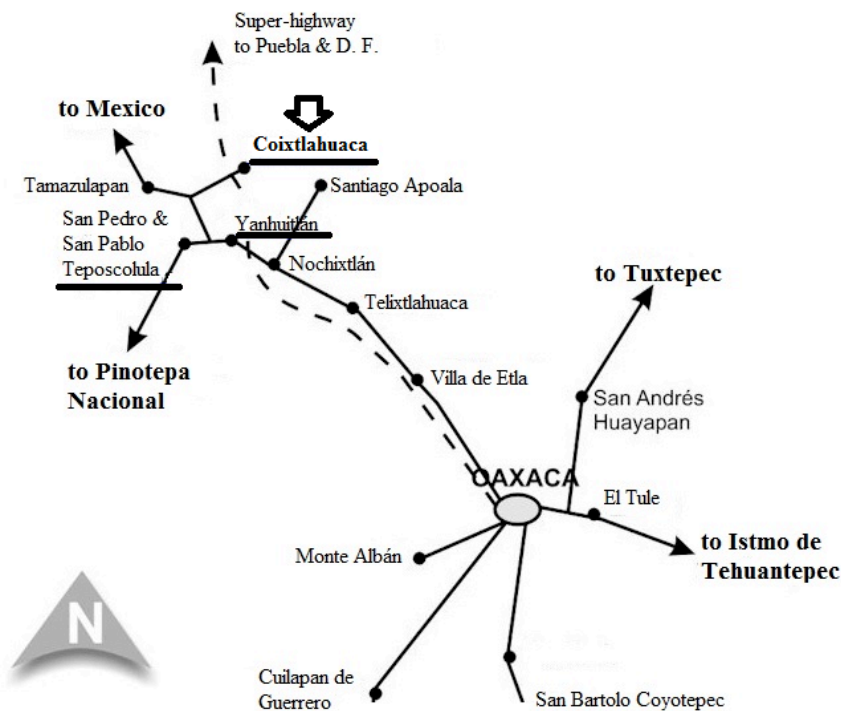 Super-highway
to Puebla & D. F.
to Mexico
Coixtlahuaca
Tamazulapan
Santiago Apoala
San Pedro &
San Pablo
Teposcolula
Yanhuitlán
Nochixtlán
to Tuxtepec
Telixtlahuaca
to Pinotepa
Nacional
Villa de Etla
San Andrés
Huayapan
OAXACA
El Tule
Monte Albán
to Istmo de
Tehuantepec
N
Cuilapan de
Guerrero
San Bartolo Coyotepec